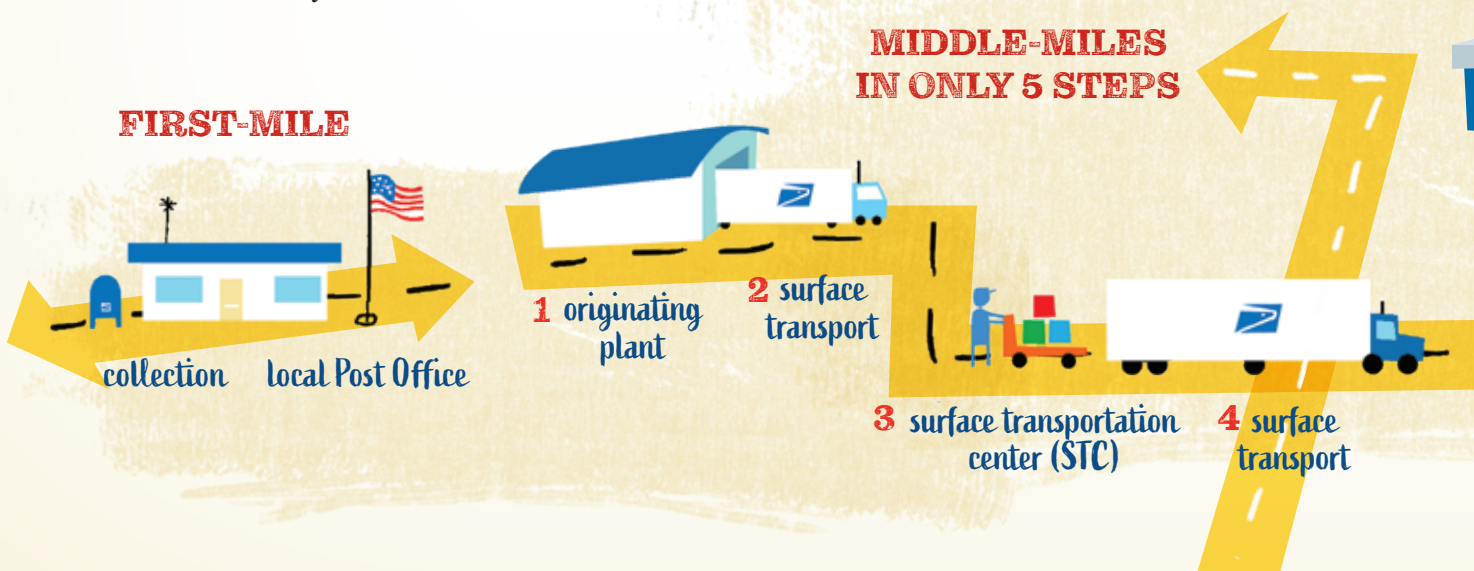 FIRST-MILE
collection
local Post Office
MIDDLE-MILES
IN ONLY 5 STEPS
1 originating
plant
2 surface
transport
3 surface transportation
center (STC)
4 surface
transport